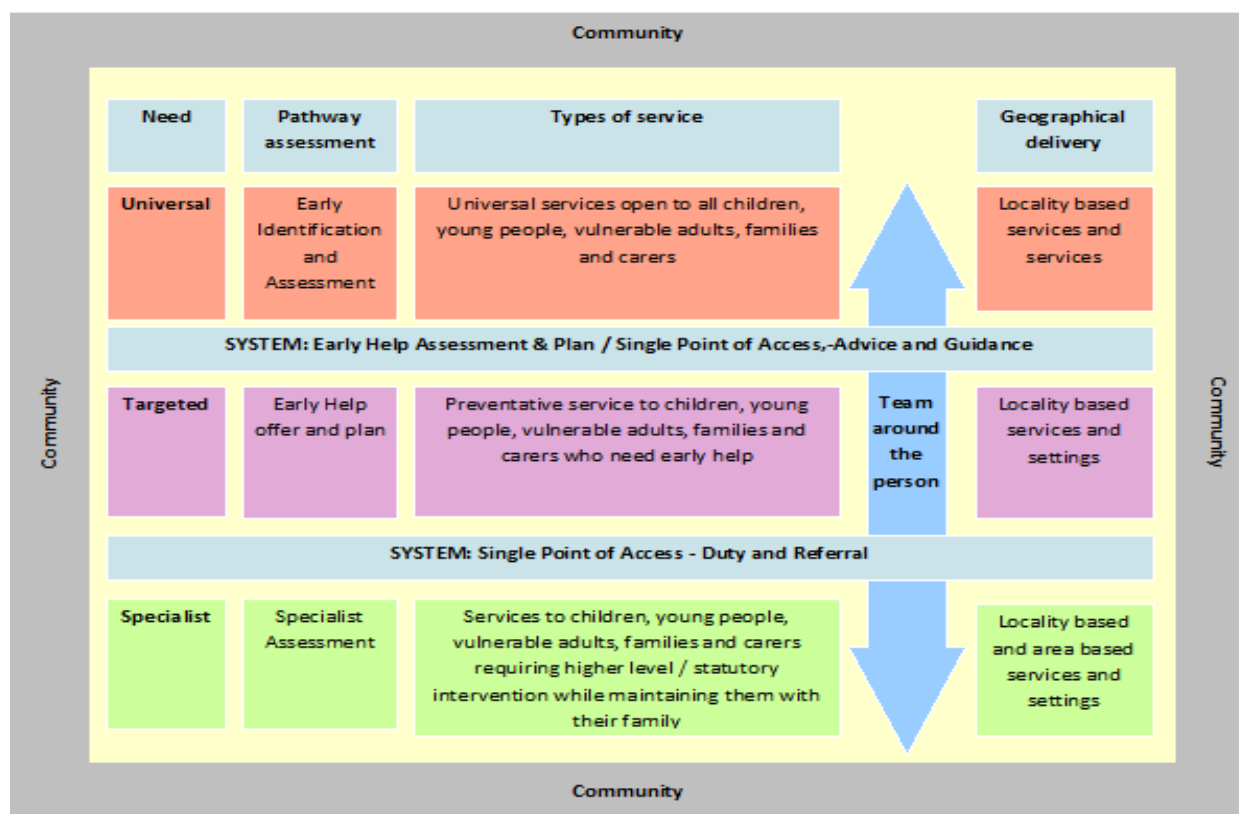 Community
Need
Pathway
assessment
Types of service
Geographical
delivery
Universal
Early
Identification
and
Assessment
Universal services open to all children,
young people, vulnerable adults, families
and carers
Locality based
services and
services
SYSTEM: Early Help Assessment & Plan / Single Point of Access,-Advice and Guidance
Community
Targeted
Early Help
offer and plan
Preventative service to children, young
people, vulnerable adults, families and
carers who need early help
Team
around
the
person
Locality based
services and
settings
Community
SYSTEM: Single Point of Access - Duty and Referral
Specialist
Specialist
Assessment
Services to children, young people,
vulnerable adults, families and carers
requiring higher level / statutory
intervention while maintaining them with
their family
Locality based
and area based
services and
settings
Community